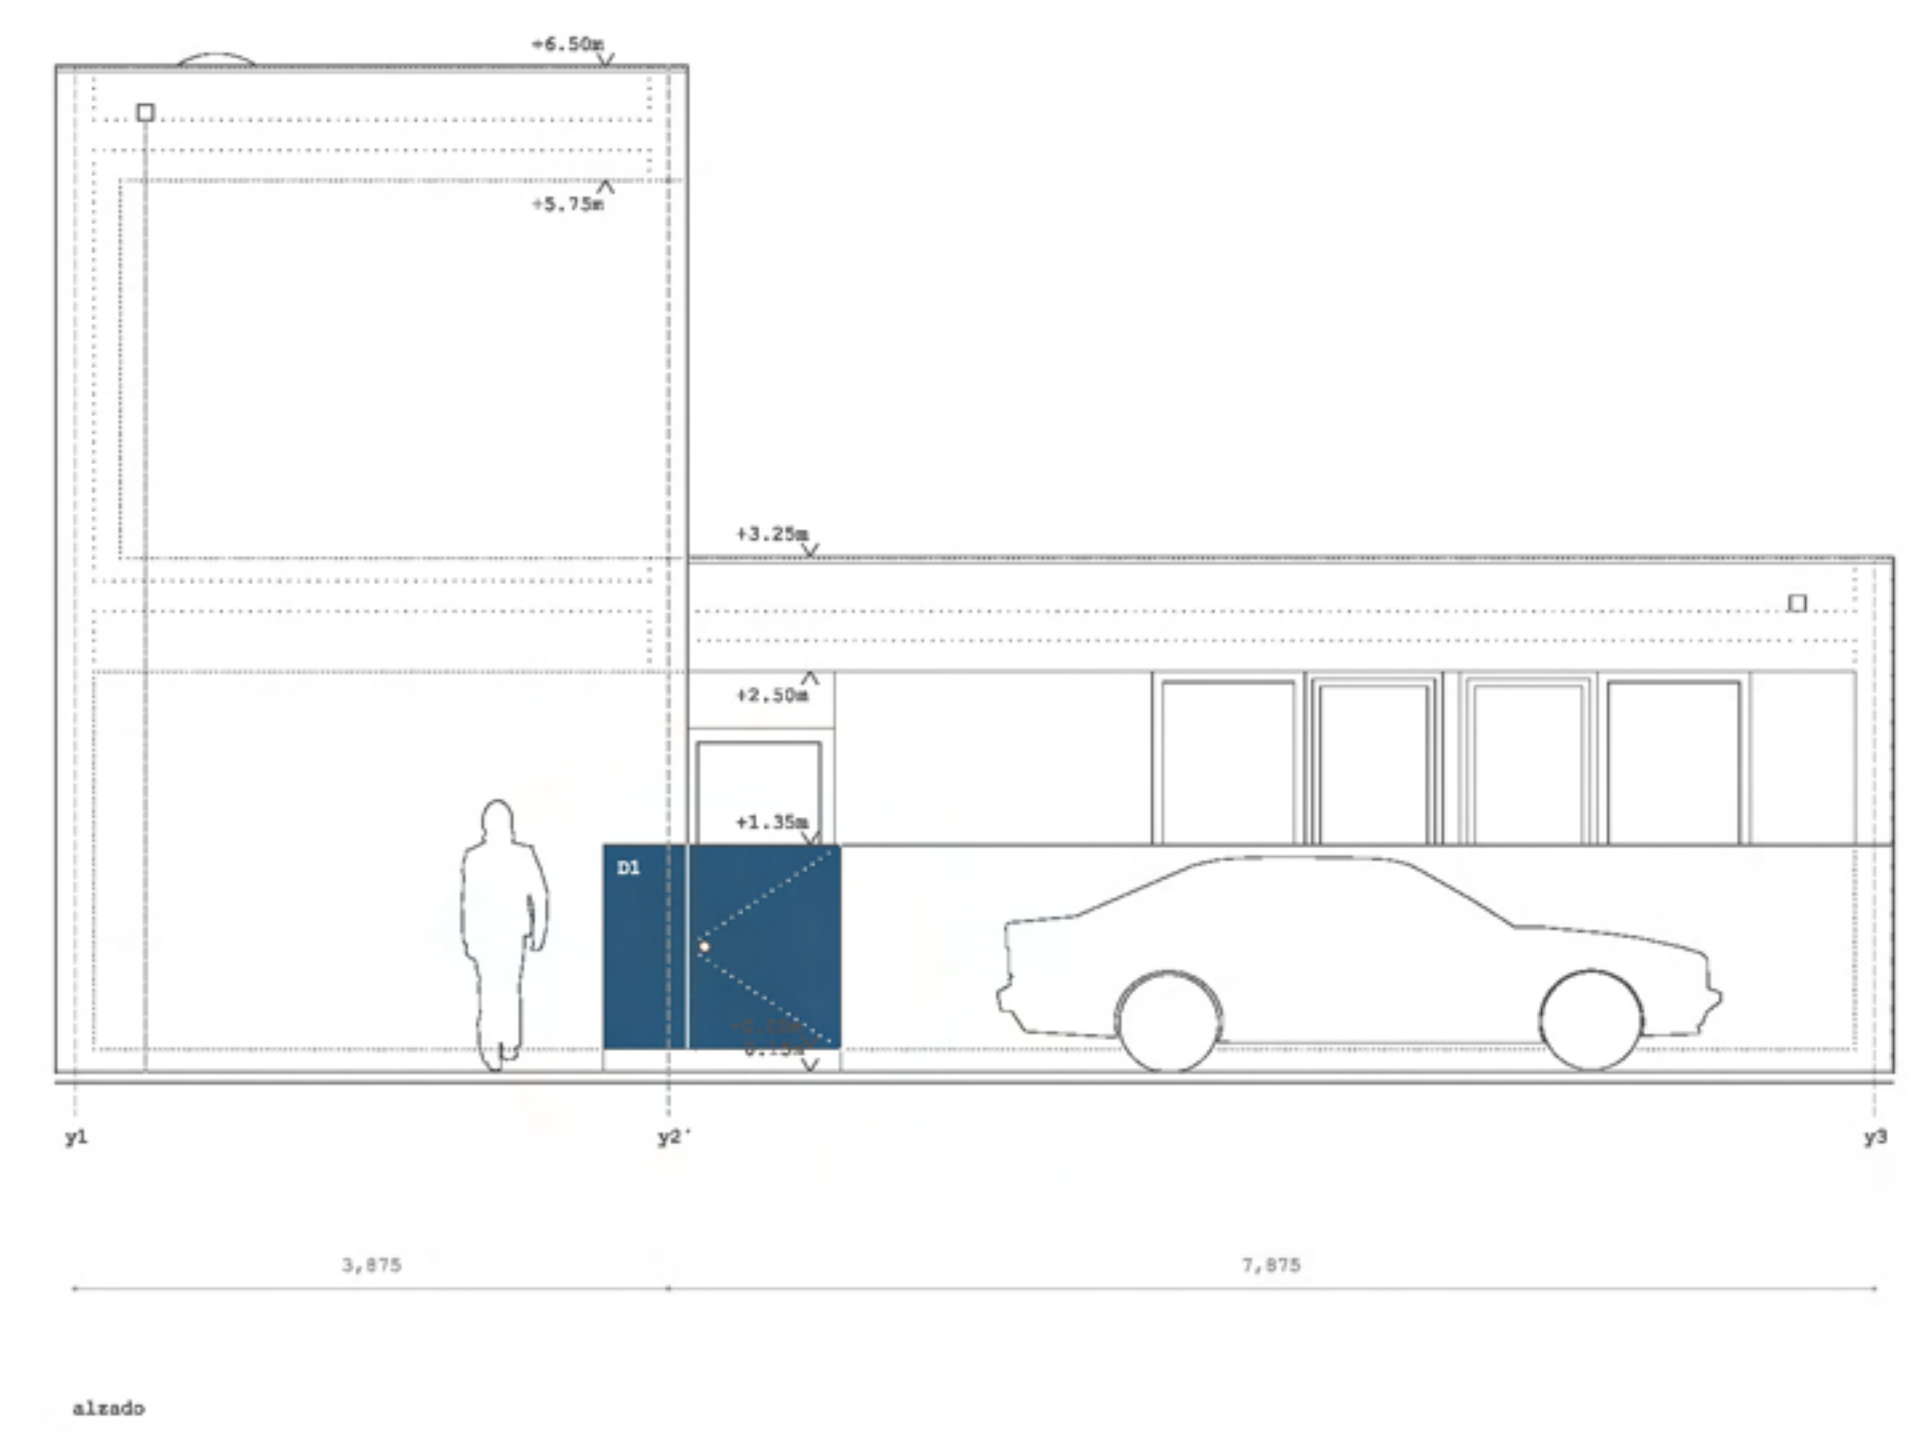 +6.50m
+5.75m
+3.25m
+2.50m
+1.35m
D1
y1
y2'
y3
3,875
7,875
alzado